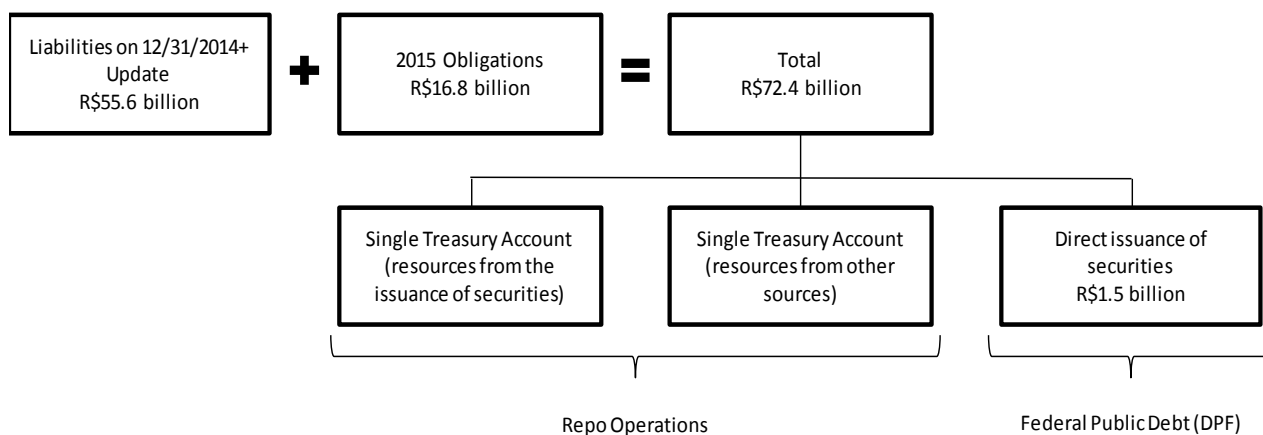 Liabilities on 12/31/2014+
Update
R$55.6 billion
+
2015 Obligations
R$16.8 billion
=
Total
R$72.4 billion
Single Treasury Account
(resources from the
issuance of securities)
Single Treasury Account
(resources from other
sources)
Direct issuance of
securities
R$1.5 billion
Repo Operations
Federal Public Debt (DPF)